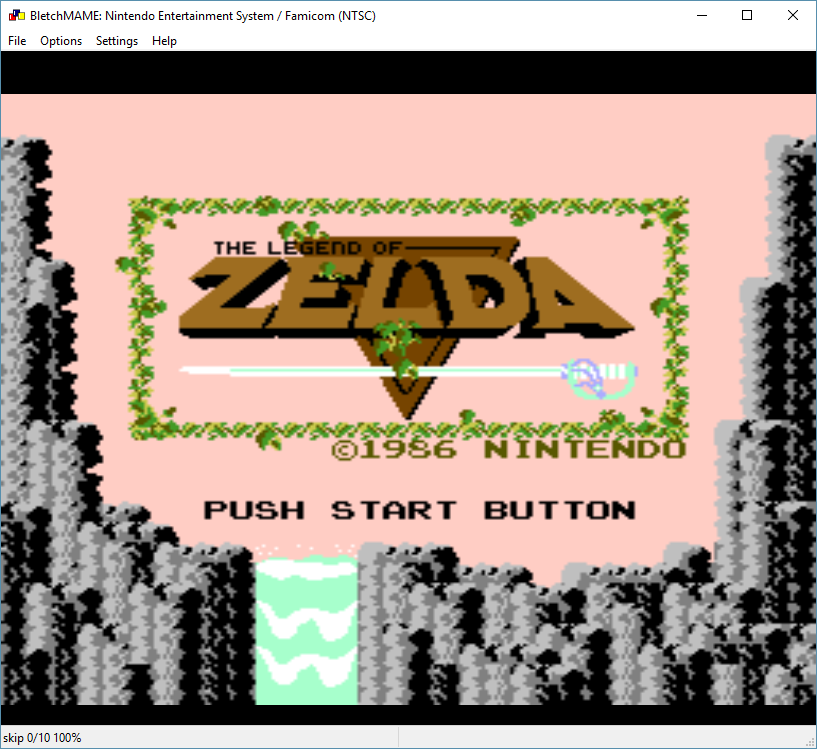 BletchMAME: Nintendo Entertainment System / Famicom (NTSC)
File Options Settings Help
THE LEGEND OF
ZELDA
©1986 NINTENDO
PUSH START BUTTON
skip 0/10 100%